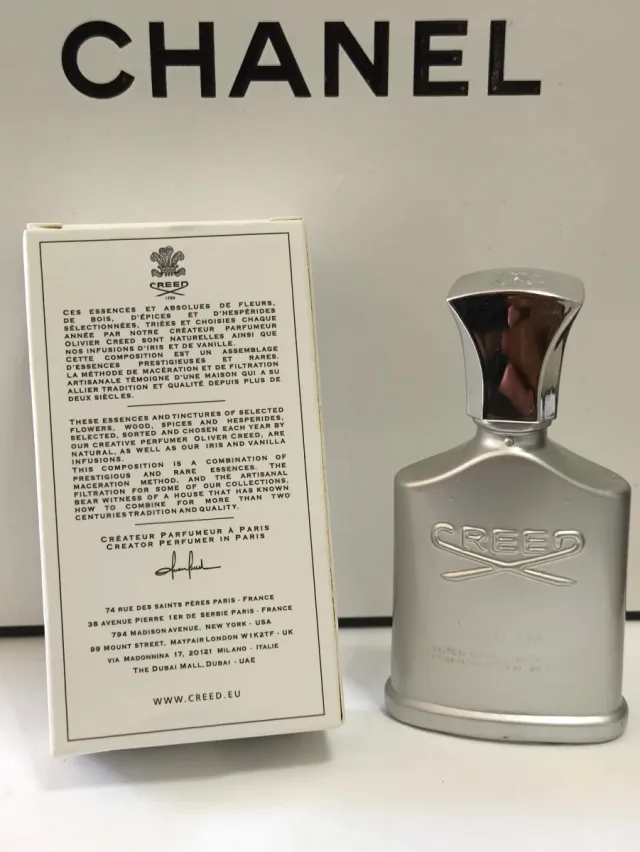 CHANEL
CREED
1760
CES ESSENCES ET ABSOLUES DE FLEURS,
DE BOIS, D'ÉPICES ET D'HESPÉRIDES
SÉLECTIONNÉES, TRIÉES ET CHOISIES CHAQUE
ANNÉE PAR NOTRE CRÉATEUR PARFUMEUR
OLIVIER CREED SONT NATURELLES AINSI QUE
NOS INFUSIONS D'IRIS ET DE VANILLE.
CETTE COMPOSITION EST UN ASSEMBLAGE
D'ESSENCES PRESTIGIEUSES ET RARES.
LA MÉTHODE DE MACÉRATION ET DE FILTRATION
ARTISANALE TÉMOIGNE D'UNE MAISON QUI A SU
ALLIER TRADITION ET QUALITÉ DEPUIS PLUS DE
DEUX SIÈCLES.
THESE ESSENCES AND TINCTURES OF SELECTED
FLOWERS, WOOD, SPICES AND HESPERIDES,
SELECTED, SORTED AND CHOSEN EACH YEAR BY
OUR CREATIVE PERFUMER OLIVER CREED, ARE
NATURAL, AS WELL AS OUR IRIS AND VANILLA
INFUSIONS.
THIS COMPOSITION IS A COMBINATION OF
PRESTIGIOUS AND RARE ESSENCES. THE
MACERATION METHOD, AND THE ARTISANAL
FILTRATION FOR SOME OF OUR COLLECTIONS,
BEAR WITNESS OF A HOUSE THAT HAS KNOWN
HOW TO COMBINE FOR MORE THAN TWO
CENTURIES TRADITION AND QUALITY.
CRÉATEUR PARFUMEUR À PARIS
CREATOR PERFUMER IN PARIS
74 RUE DES SAINTS PÈRES PARIS - FRANCE
38 AVENUE PIERRE 1ER DE SERBIE PARIS - FRANCE
794 MADISON AVENUE, NEW YORK - USA
99 MOUNT STREET, MAYFAIR LONDON W1K2TF - UK
VIA MADONNINA 17, 20121 MILANO - ITALIE
THE DUBAI MALL, DUBAI - UAE
WWW.CREED.EU
CREED